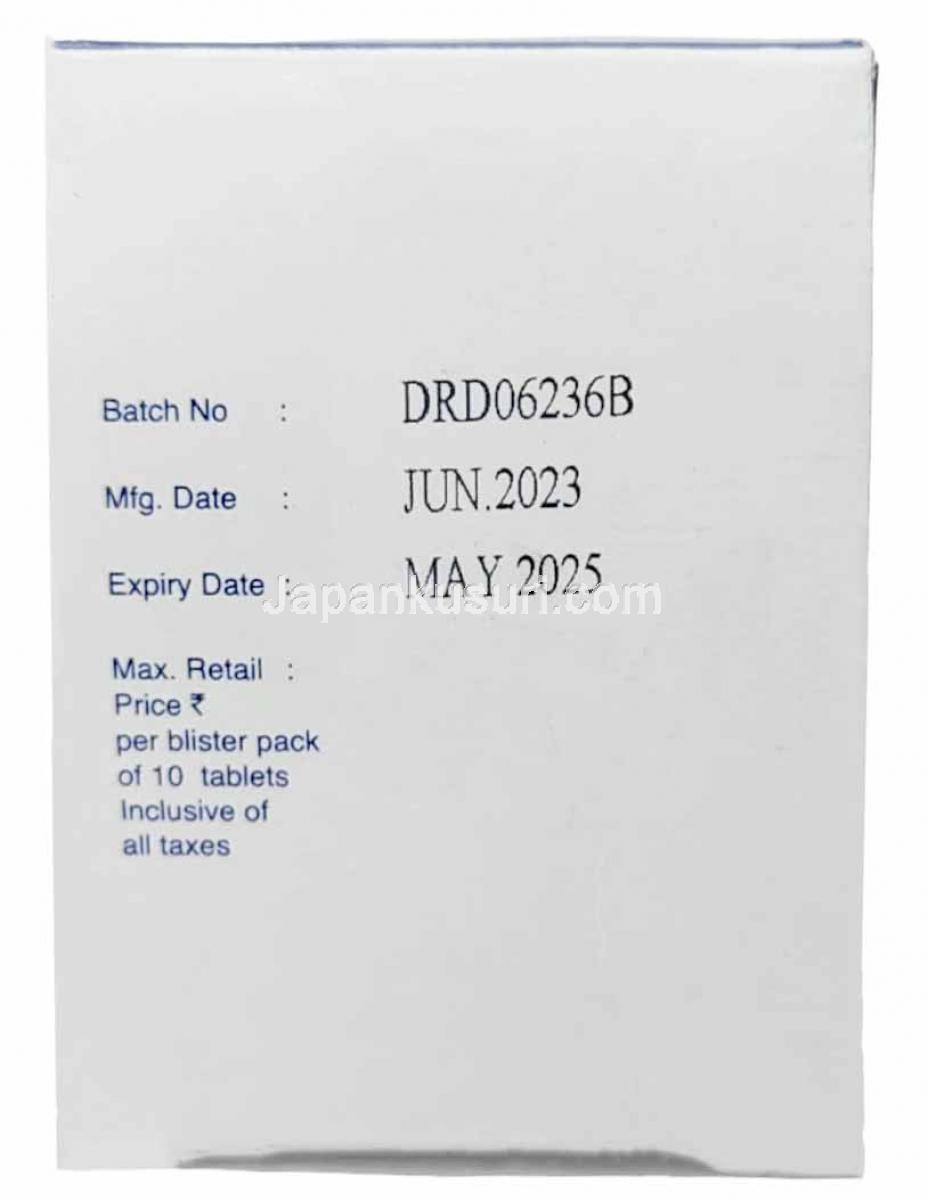 Batch No : DRD06236B
Mfg. Date : JUN.2023
Expiry Date : MAY 2025
Japankusuri.com
Max. Retail :
Price ₹
per blister pack
of 10 tablets
Inclusive of
all taxes